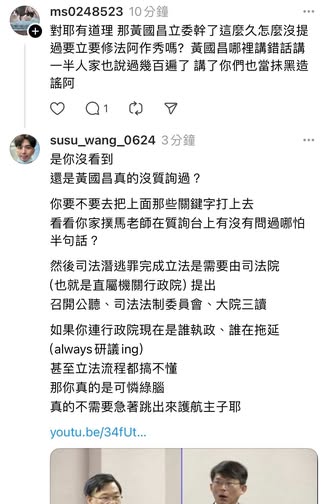 ms0248523 10分鐘
對耶有道理 那黃國昌立委幹了這麼久怎麼沒提
過要立要修法阿作秀嗎? 黃國昌哪裡講錯話講
一半人家也說過幾百遍了 講了你們也當抹黑造
謠阿
1
susu_wang_0624 3分鐘
是你沒看到
還是黃國昌真的沒質詢過?
你要不要去把上面那些關鍵字打上去
看看你家撲馬老師在質詢台上有沒有問過哪怕
半句話?
然後司法潛逃罪完成立法是需要由司法院
(也就是直屬機關行政院) 提出
召開公聽、司法法制委員會、大院三讀
如果你連行政院現在是誰執政、誰在拖延
(always研議ing)
甚至立法流程都搞不懂
那你真的是可憐綠腦
真的不需要急著跳出來護航主子耶
youtu.be/34fUt...